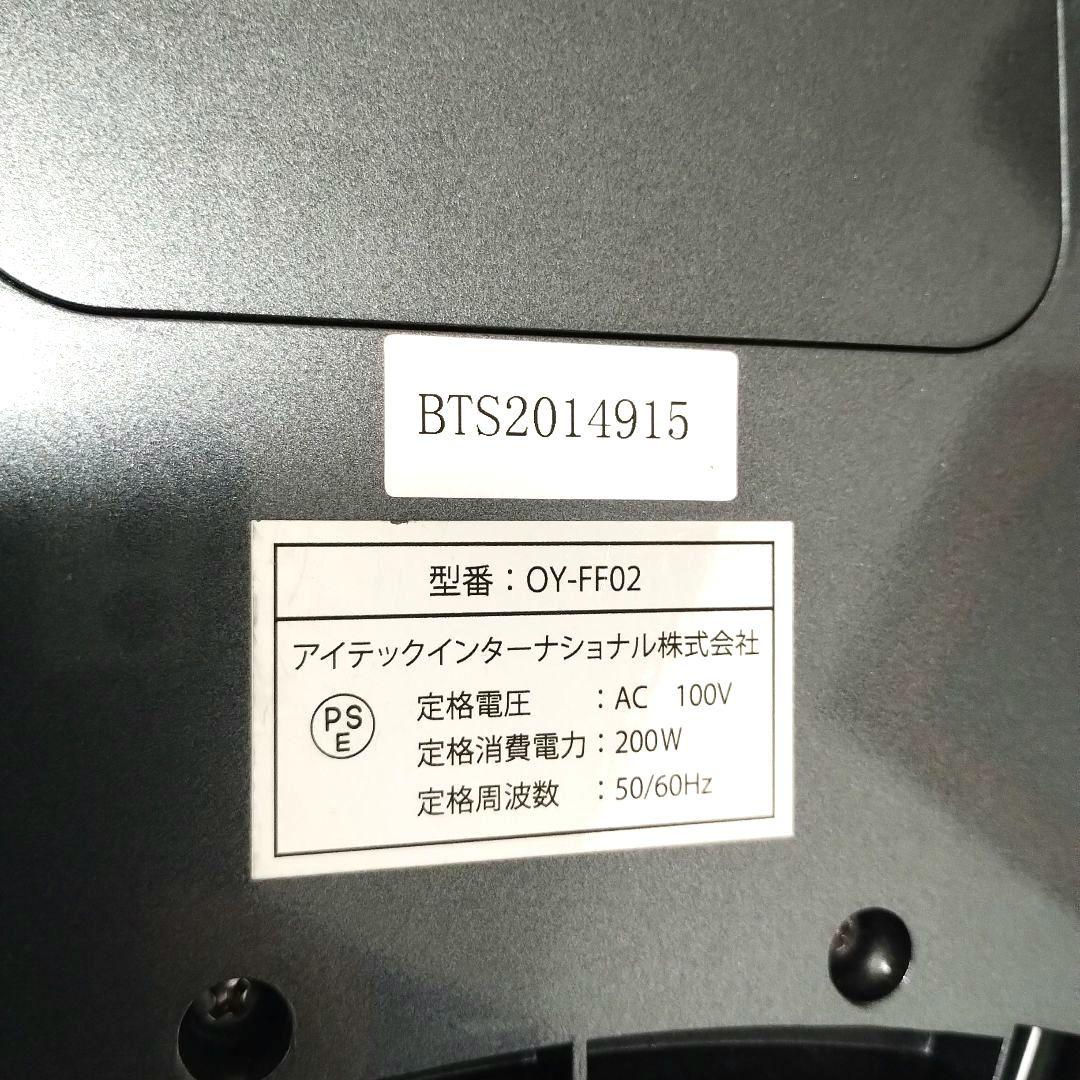 BTS2014915
型番：OY-FF02
アイテックインターナショナル株式会社
PS
E
定格電圧　：AC　100V
定格消費電力：200W
定格周波数　：50/60Hz